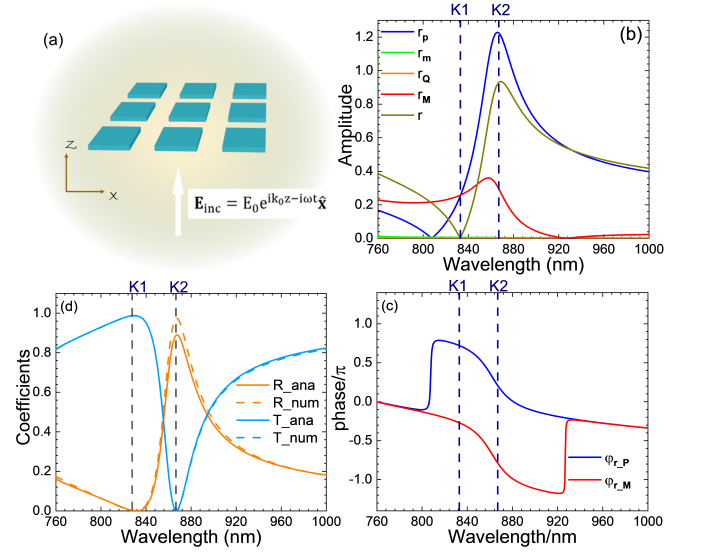 (a)
z
x
E_inc = E_0e^{ik_0z−iωt}x̂
K1 K2
(b)
r_p
r_m
r_Q
r_M
r
Amplitude
1.2
1.0
0.8
0.6
0.4
0.2
0.0
760 800 840 880 920 960 1000
Wavelength (nm)
K1 K2
(d)
Coefficients
1.0
0.8
0.6
0.4
0.2
0.0
R_ana
R_num
T_ana
T_num
760 800 840 880 920 960 1000
Wavelength (nm)
K1 K2
(c)
phase/π
1.0
0.5
0.0
-0.5
-1.0
φ_r_P
φ_r_M
760 800 840 880 920 960 1000
Wavelength/nm